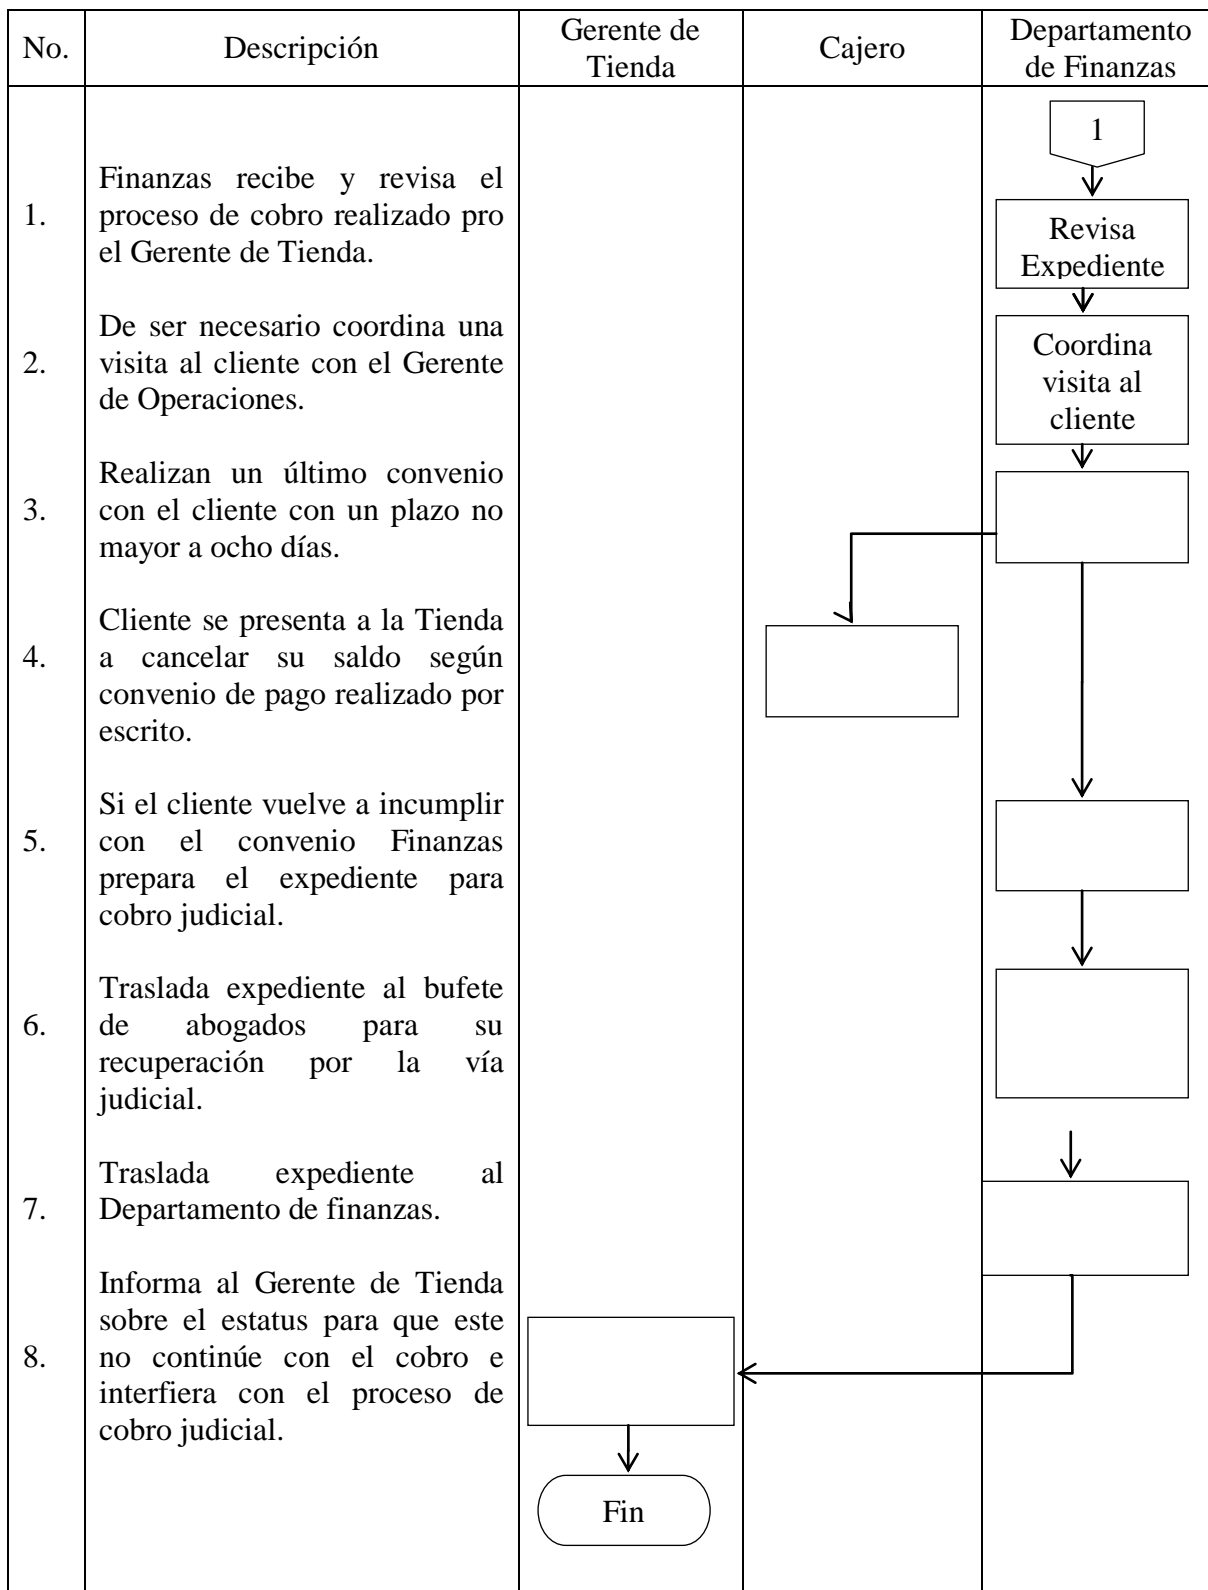 No.
Descripción
Gerente de
Tienda
Cajero
Departamento
de Finanzas
1
1.
Finanzas recibe y revisa el
proceso de cobro realizado pro
el Gerente de Tienda.
Revisa
Expediente
2.
De ser necesario coordina una
visita al cliente con el Gerente
de Operaciones.
Coordina
visita al
cliente
3.
Realizan un último convenio
con el cliente con un plazo no
mayor a ocho días.
4.
Cliente se presenta a la Tienda
a cancelar su saldo según
convenio de pago realizado por
escrito.
5.
Si el cliente vuelve a incumplir
con el convenio Finanzas
prepara el expediente para
cobro judicial.
6.
Traslada expediente al bufete
de abogados para su
recuperación por la vía
judicial.
7.
Traslada expediente al
Departamento de finanzas.
8.
Informa al Gerente de Tienda
sobre el estatus para que este
no continúe con el cobro e
interfiera con el proceso de
cobro judicial.
Fin